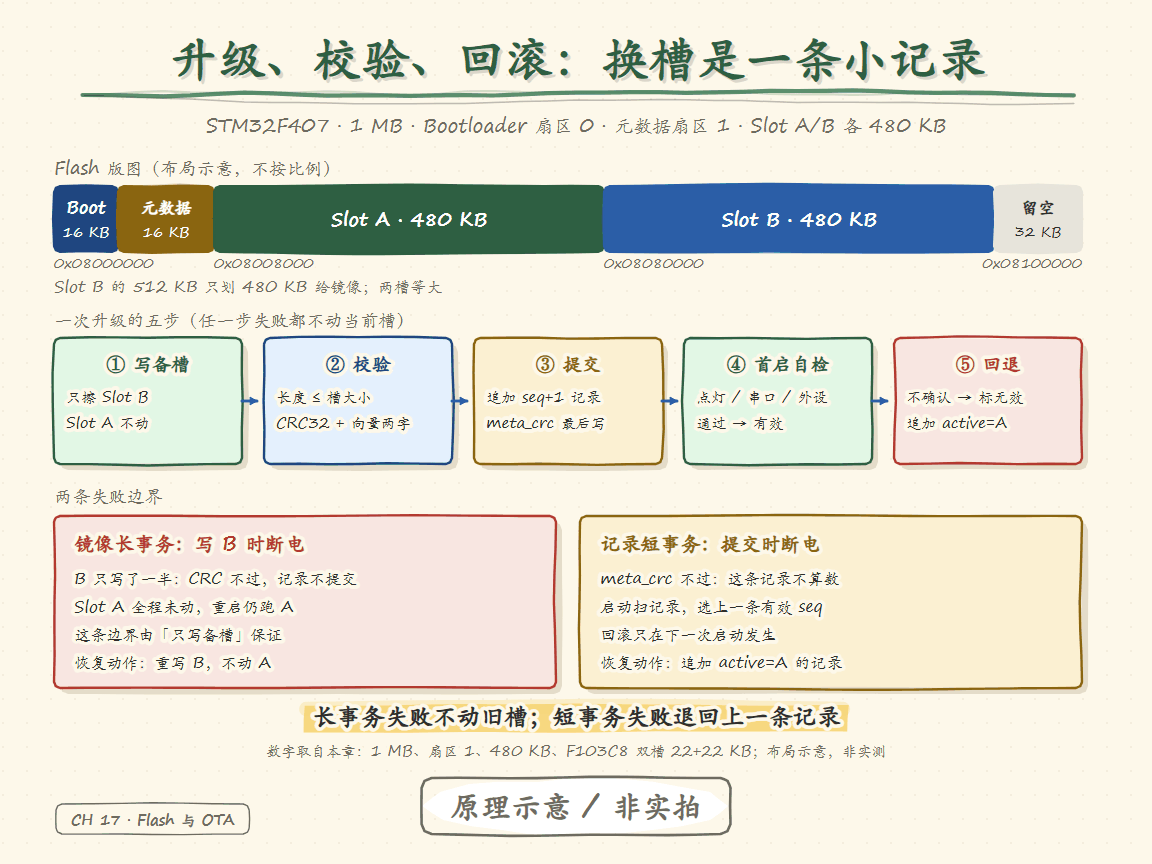 升级、校验、回滚：换槽是一条小记录
STM32F407 · 1 MB · Bootloader 扇区 0 · 元数据扇区 1 · Slot A/B 各 480 KB
Flash 版图（布局示意，不按比例）
Boot
16 KB
元数据
16 KB
Slot A · 480 KB
Slot B · 480 KB
留空
32 KB
0x08000000
0x08008000
0x08080000
0x08100000
Slot B 的 512 KB 只划 480 KB 给镜像；两槽等大
一次升级的五步（任一步失败都不动当前槽）
① 写备槽
只擦 Slot B
Slot A 不动
② 校验
长度 ≤ 槽大小
CRC32 + 向量两字
③ 提交
追加 seq+1 记录
meta_crc 最后写
④ 首启自检
点灯 / 串口 / 外设
通过 → 有效
⑤ 回退
不确认 → 标无效
追加 active=A
两条失败边界
镜像长事务：写 B 时断电
B 只写了一半：CRC 不过，记录不提交
Slot A 全程未动，重启仍跑 A
这条边界由「只写备槽」保证
恢复动作：重写 B，不动 A
记录短事务：提交时断电
meta_crc 不过：这条记录不算数
启动扫记录，选上一条有效 seq
回滚只在下一次启动发生
恢复动作：追加 active=A 的记录
长事务失败不动旧槽；短事务失败退回上一条记录
数字取自本章：1 MB、扇区 1、480 KB、F103C8 双槽 22+22 KB；布局示意，非实测
原理示意 / 非实拍
CH 17 · Flash 与 OTA